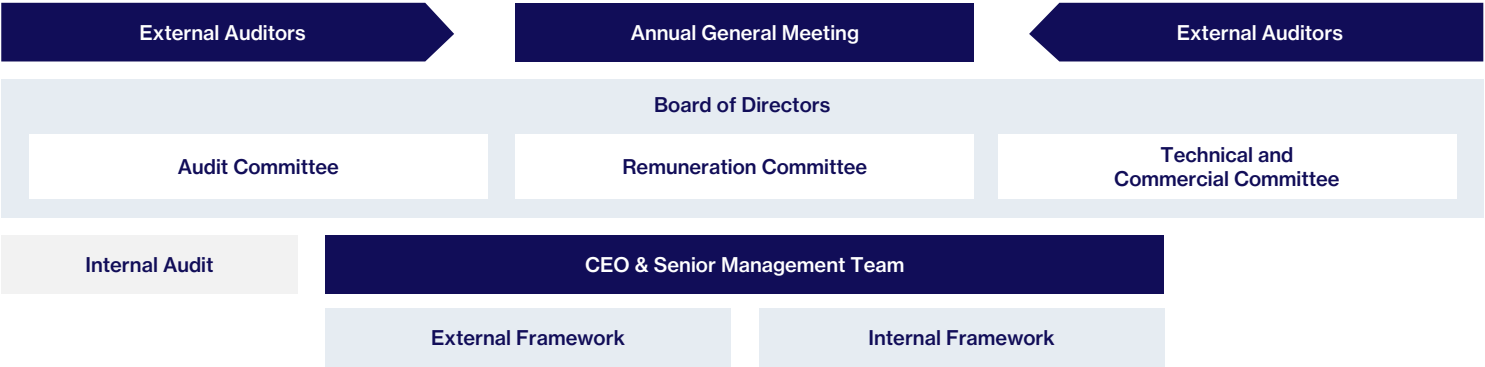 External Auditors
Annual General Meeting
External Auditors
Board of Directors
Audit Committee
Remuneration Committee
Technical and
Commercial Committee
Internal Audit
CEO & Senior Management Team
External Framework
Internal Framework